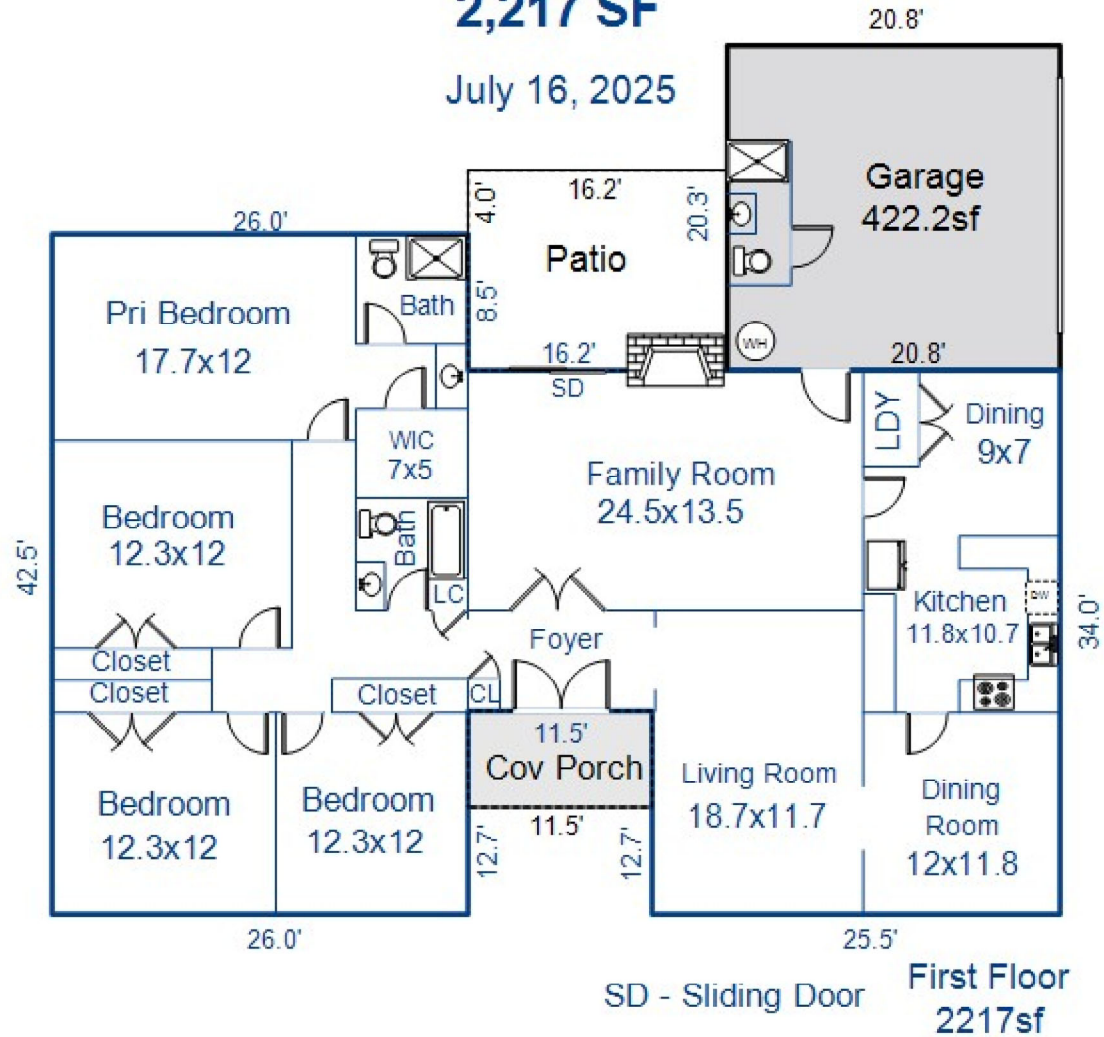 2,217 SF
July 16, 2025
20.8'
Garage
422.2sf
20.8'
WH
4.0'
16.2'
20.3'
Patio
8.5'
16.2'
SD
26.0'
Pri Bedroom
17.7x12
Bath
WIC
7x5
Bath
LC
Family Room
24.5x13.5
LDY
Dining
9x7
42.5'
Bedroom
12.3x12
Closet
Closet
Closet
CL
Foyer
Kitchen
11.8x10.7
DW
34.0'
11.5'
Cov Porch
11.5'
12.7'
12.7'
Bedroom
12.3x12
Bedroom
12.3x12
Living Room
18.7x11.7
Dining
Room
12x11.8
26.0'
25.5'
SD - Sliding Door
First Floor
2217sf